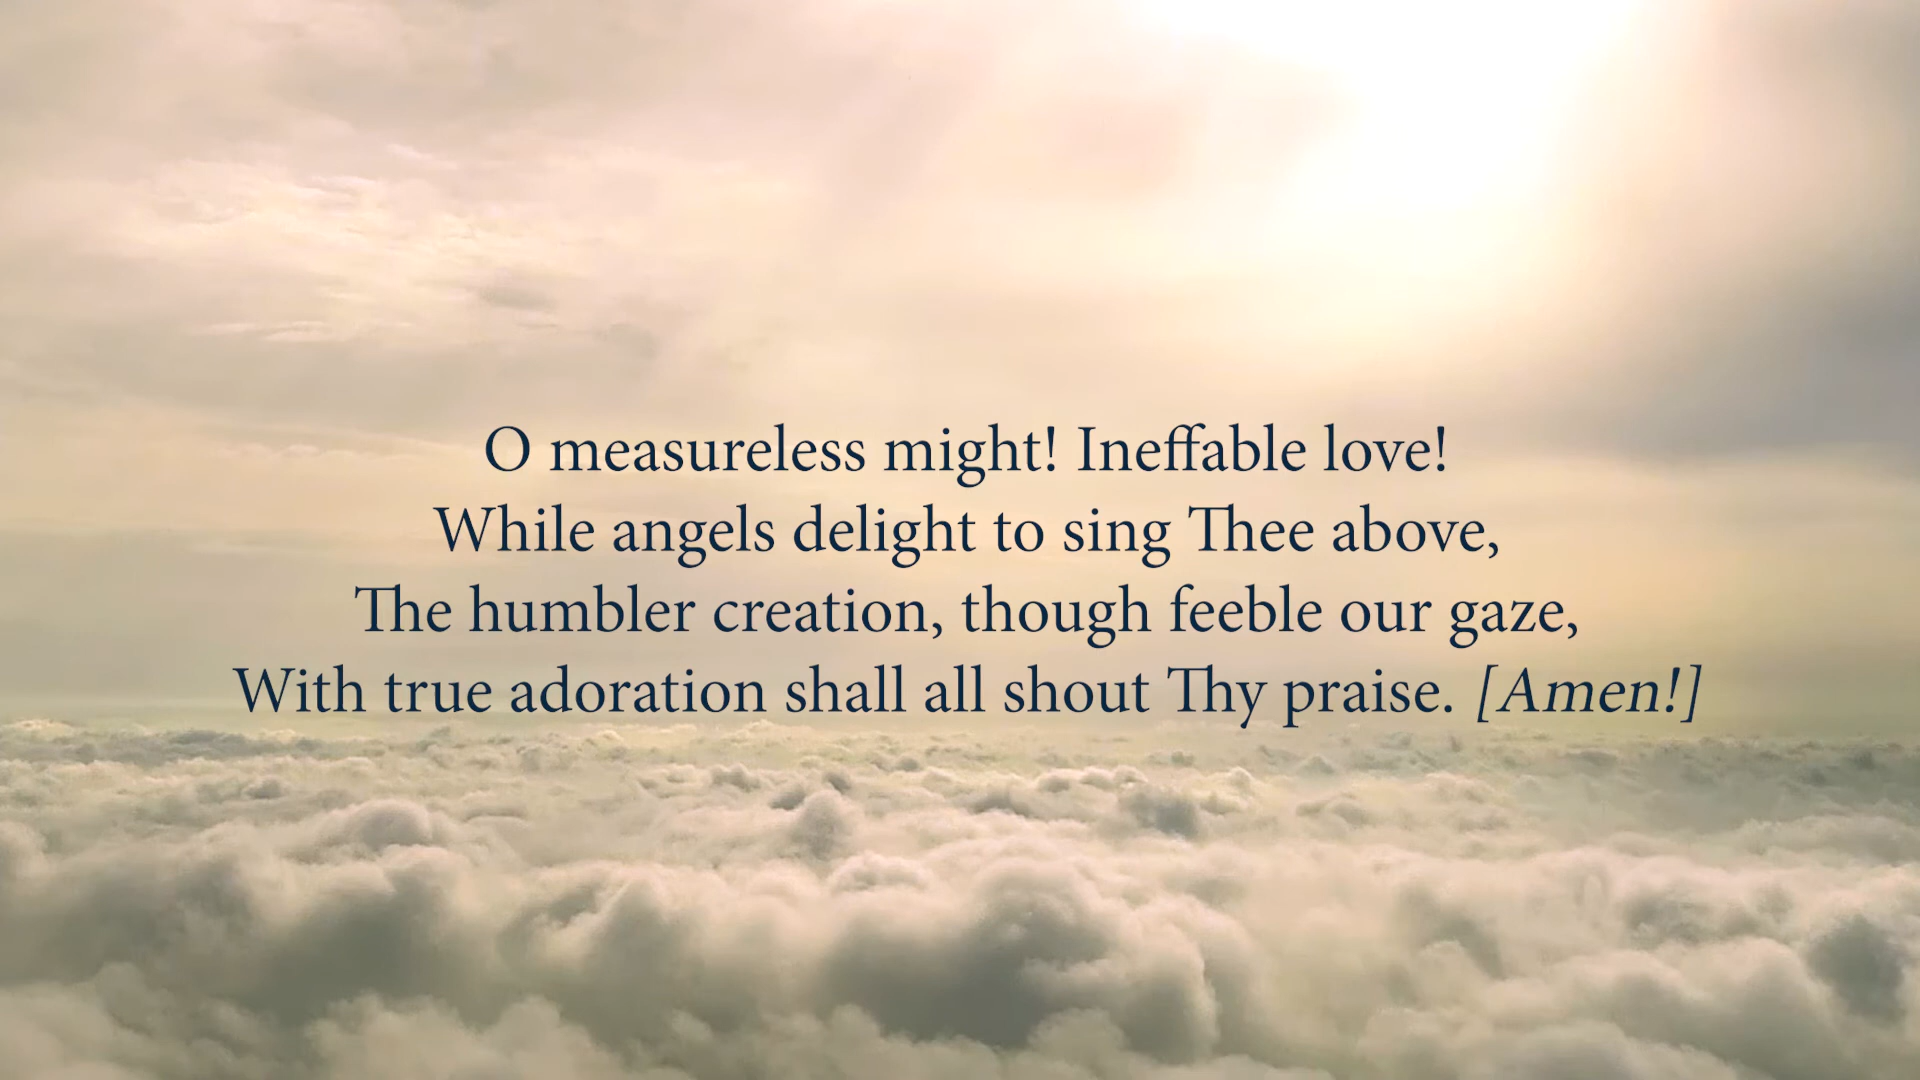 O measureless might! Ineffable love!
While angels delight to sing Thee above,
The humbler creation, though feeble our gaze,
With true adoration shall all shout Thy praise. [Amen!]